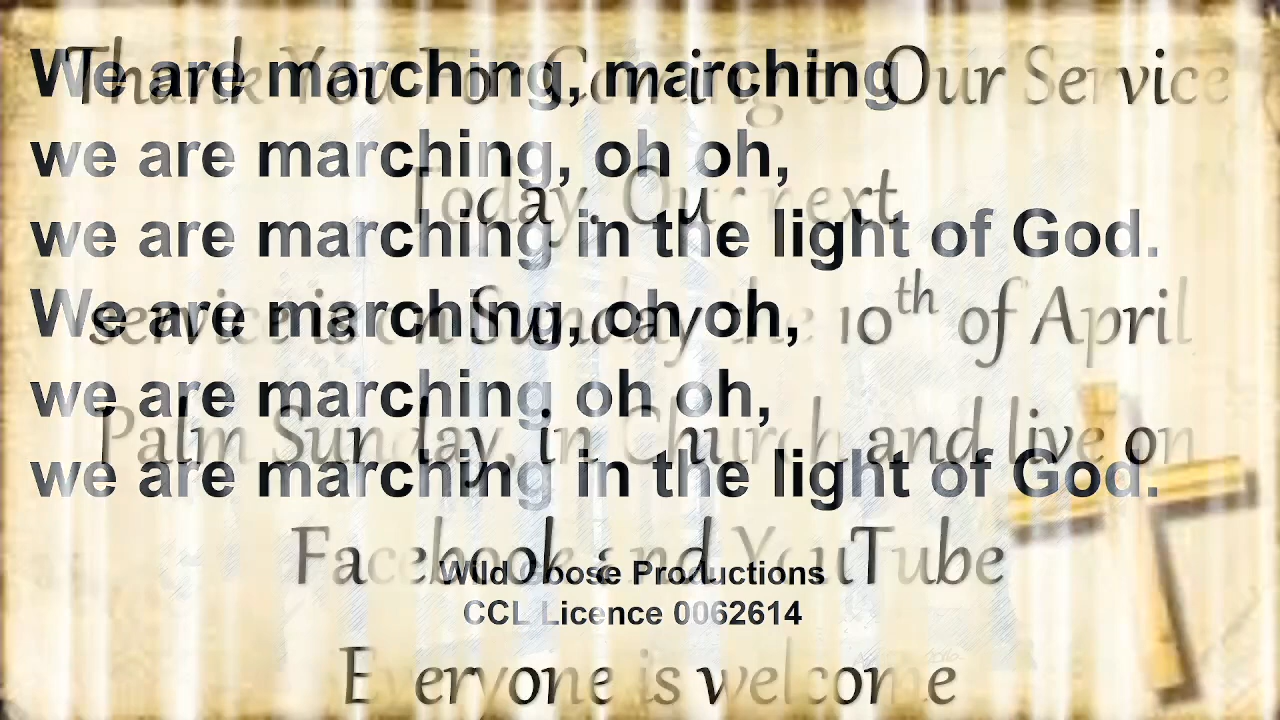 We are marching, marching
we are marching, oh oh,
we are marching in the light of God.
We are marching, oh oh,
we are marching oh oh,
we are marching in the light of God.
Wild Goose Productions
CCL Licence 0062614
Thank You For Coming to Our Service
Today. Our next
service is on Sunday the 10th of April
Palm Sunday, in Church and live on
Facebook and YouTube
Everyone is welcome